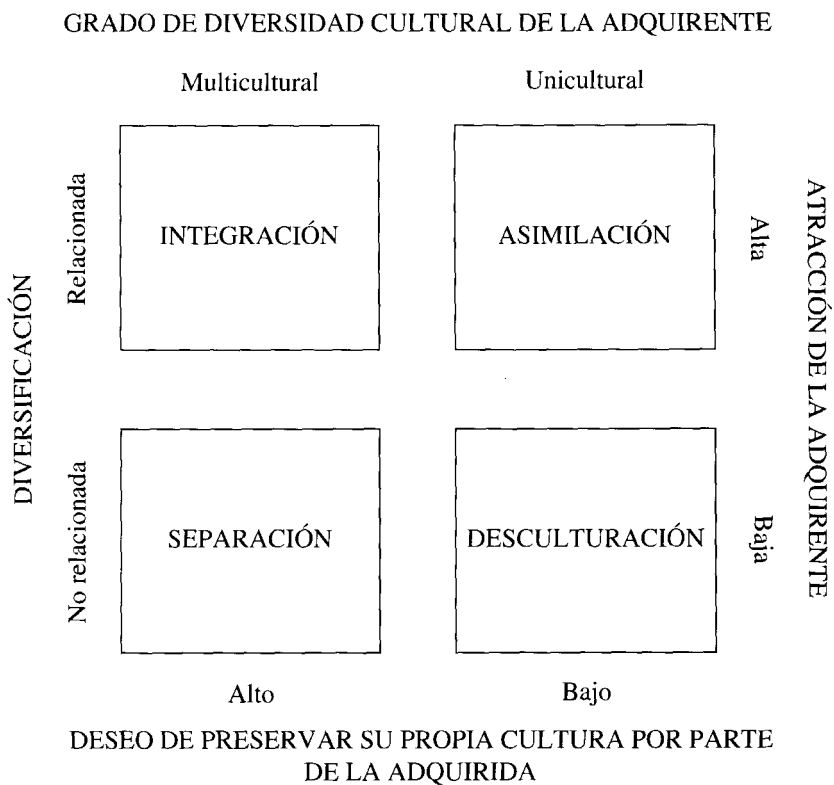 GRADO DE DIVERSIDAD CULTURAL DE LA ADQUIRENTE
Multicultural
Unicultural
DIVERSIFICACIÓN
Relacionada
INTEGRACIÓN
ASIMILACIÓN
Alta
ATRACCIÓN DE LA ADQUIRENTE
No relacionada
SEPARACIÓN
DESCULTURACIÓN
Baja
Alto
Bajo
DESEO DE PRESERVAR SU PROPIA CULTURA POR PARTE
DE LA ADQUIRIDA